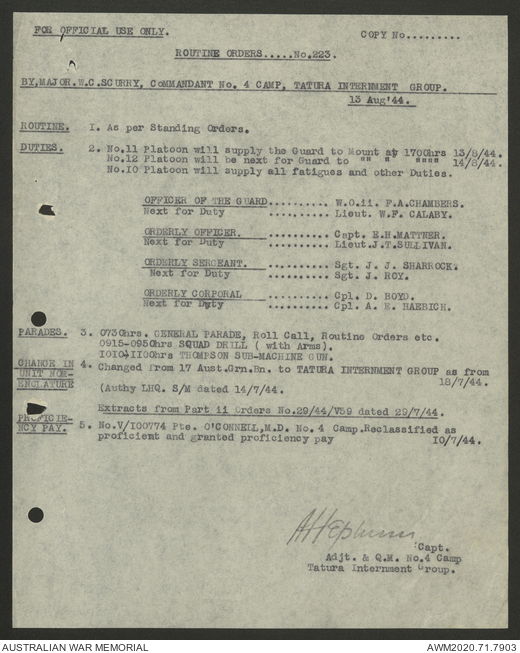 FOR OFFICIAL USE ONLY.
COPY No.........
ROUTINE ORDERS.....No.223.
BY,MAJOR.W.C.SCURRY, COMMANDANT No. 4 CAMP, TATURA INTERNMENT GROUP.
13 Aug'44.
ROUTINE. I. As per Standing Orders.
DUTIES. 2. No.II Platoon will supply the Guard to Mount at 1700hrs 13/8/44.
No.12 Platoon will be next for Guard to "" " """" 14/8/44.
No.IO Platoon will supply all fatigues and other Duties.
OFFICER OF THE GUARD.......... W.O.ii. F.A.CHAMBERS.
Next for Duty .......... Lieut. W.F. CALABY.
ORDERLY OFFICER. .......... Capt. E.H.MATTNER.
Next for Duty .......... Lieut.J.T.SULLIVAN.
ORDERLY SERGEANT. .......... Sgt. J. J. SHARROCK.
Next for Duty .......... Sgt. J. ROY.
ORDERLY CORPORAL .......... Cpl. D. BOYD.
Next for Duty .......... Cpl. A. E. HAEBICH.
PARADES. 3. 0730hrs. GENERAL PARADE, Roll Call, Routine Orders etc.
0915-0950hrs SQUAD DRILL ( with Arms).
IOIO-II00hrs THOMPSON SUB-MACHINE GUN.
CHANGE IN UNIT NOM-ENCLATURE 4. Changed from 17 Aust.Grn.Bn. to TATURA INTERNMENT GROUP as from
18/7/44.
(Authy LHQ. S/M dated 14/7/44.
Extracts from Part ii Orders No.29/44/V59 dated 29/7/44.
PROFICIE-NCY PAY. 5. No.V/I00774 Pte. O'CONNELL,M.D. No. 4 Camp.Reclassified as
proficient and granted proficiency pay IO/7/44.
Capt.
Adjt. & Q.M. No.4 Camp
Tatura Internment Group.
AUSTRALIAN WAR MEMORIAL
AWM2020.71.7903